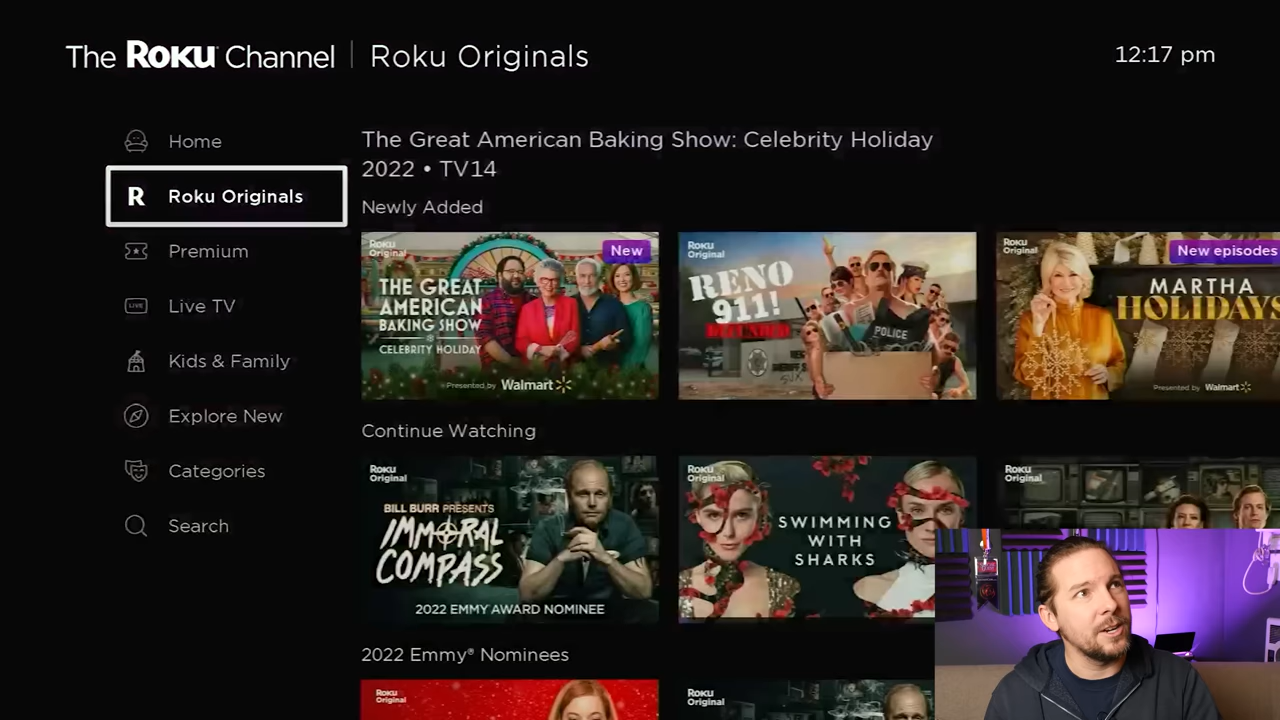 The Roku Channel | Roku Originals
12:17 pm
Home
Roku Originals
Premium
LIVE
Live TV
Kids & Family
Explore New
Categories
Search
The Great American Baking Show: Celebrity Holiday
2022 • TV14
Newly Added
Roku
Original
New
THE GREAT
AMERICAN
BAKING SHOW
CELEBRITY HOLIDAY
Presented by Walmart
Roku
Original
RENO
911!
DEFUNDED
POLICE
Roku
Original
New episodes
MARTHA
HOLIDAYS
Presented by Walmart
Continue Watching
Roku
Original
BILL BURR PRESENTS
IMMORAL
COMPASS
2022 EMMY AWARD NOMINEE
Roku
Original
SWIMMING
WITH
SHARKS
Roku
Original
2022 Emmy® Nominees
Roku
Original
Roku
Original